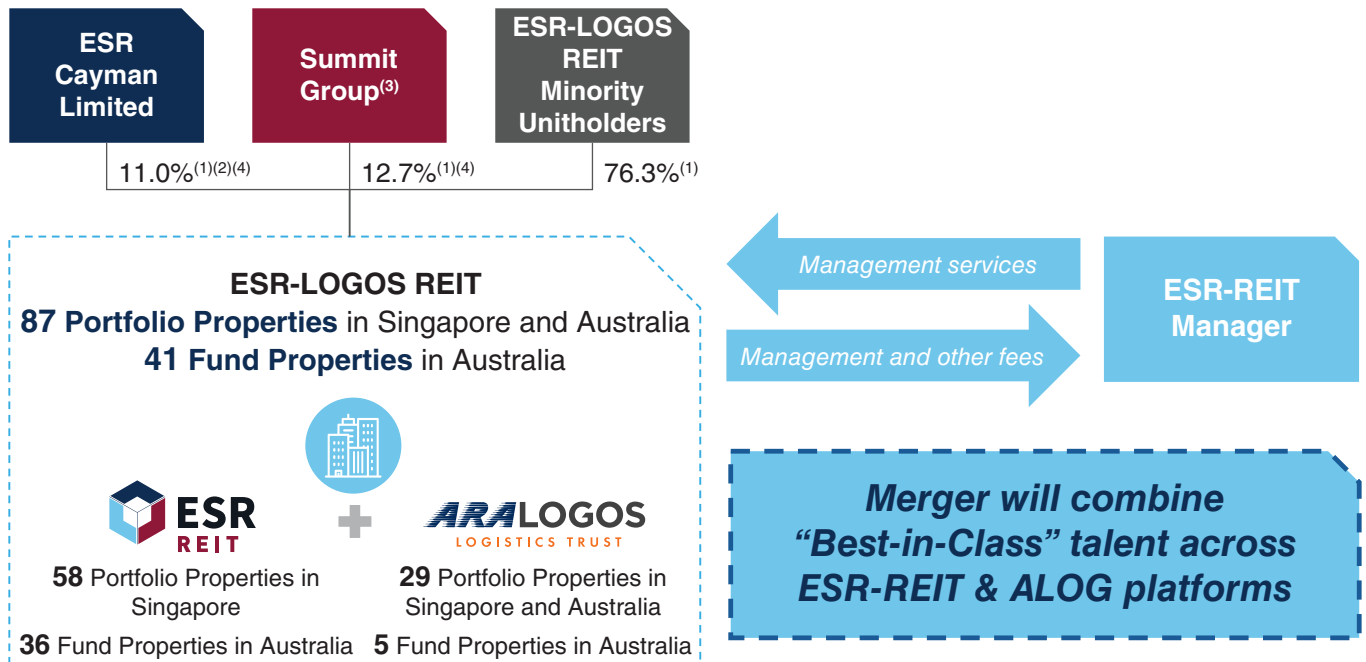 ESR
Cayman
Limited
Summit
Group(3)
ESR-LOGOS
REIT
Minority
Unitholders
11.0%(1)(2)(4)
12.7%(1)(4)
76.3%(1)
ESR-LOGOS REIT
87 Portfolio Properties in Singapore and Australia
41 Fund Properties in Australia
ESR
REIT
ARALOGOS
LOGISTICS TRUST
58 Portfolio Properties in
Singapore
36 Fund Properties in Australia
29 Portfolio Properties in
Singapore and Australia
5 Fund Properties in Australia
Management services
Management and other fees
ESR-REIT
Manager
Merger will combine
“Best-in-Class” talent across
ESR-REIT & ALOG platforms